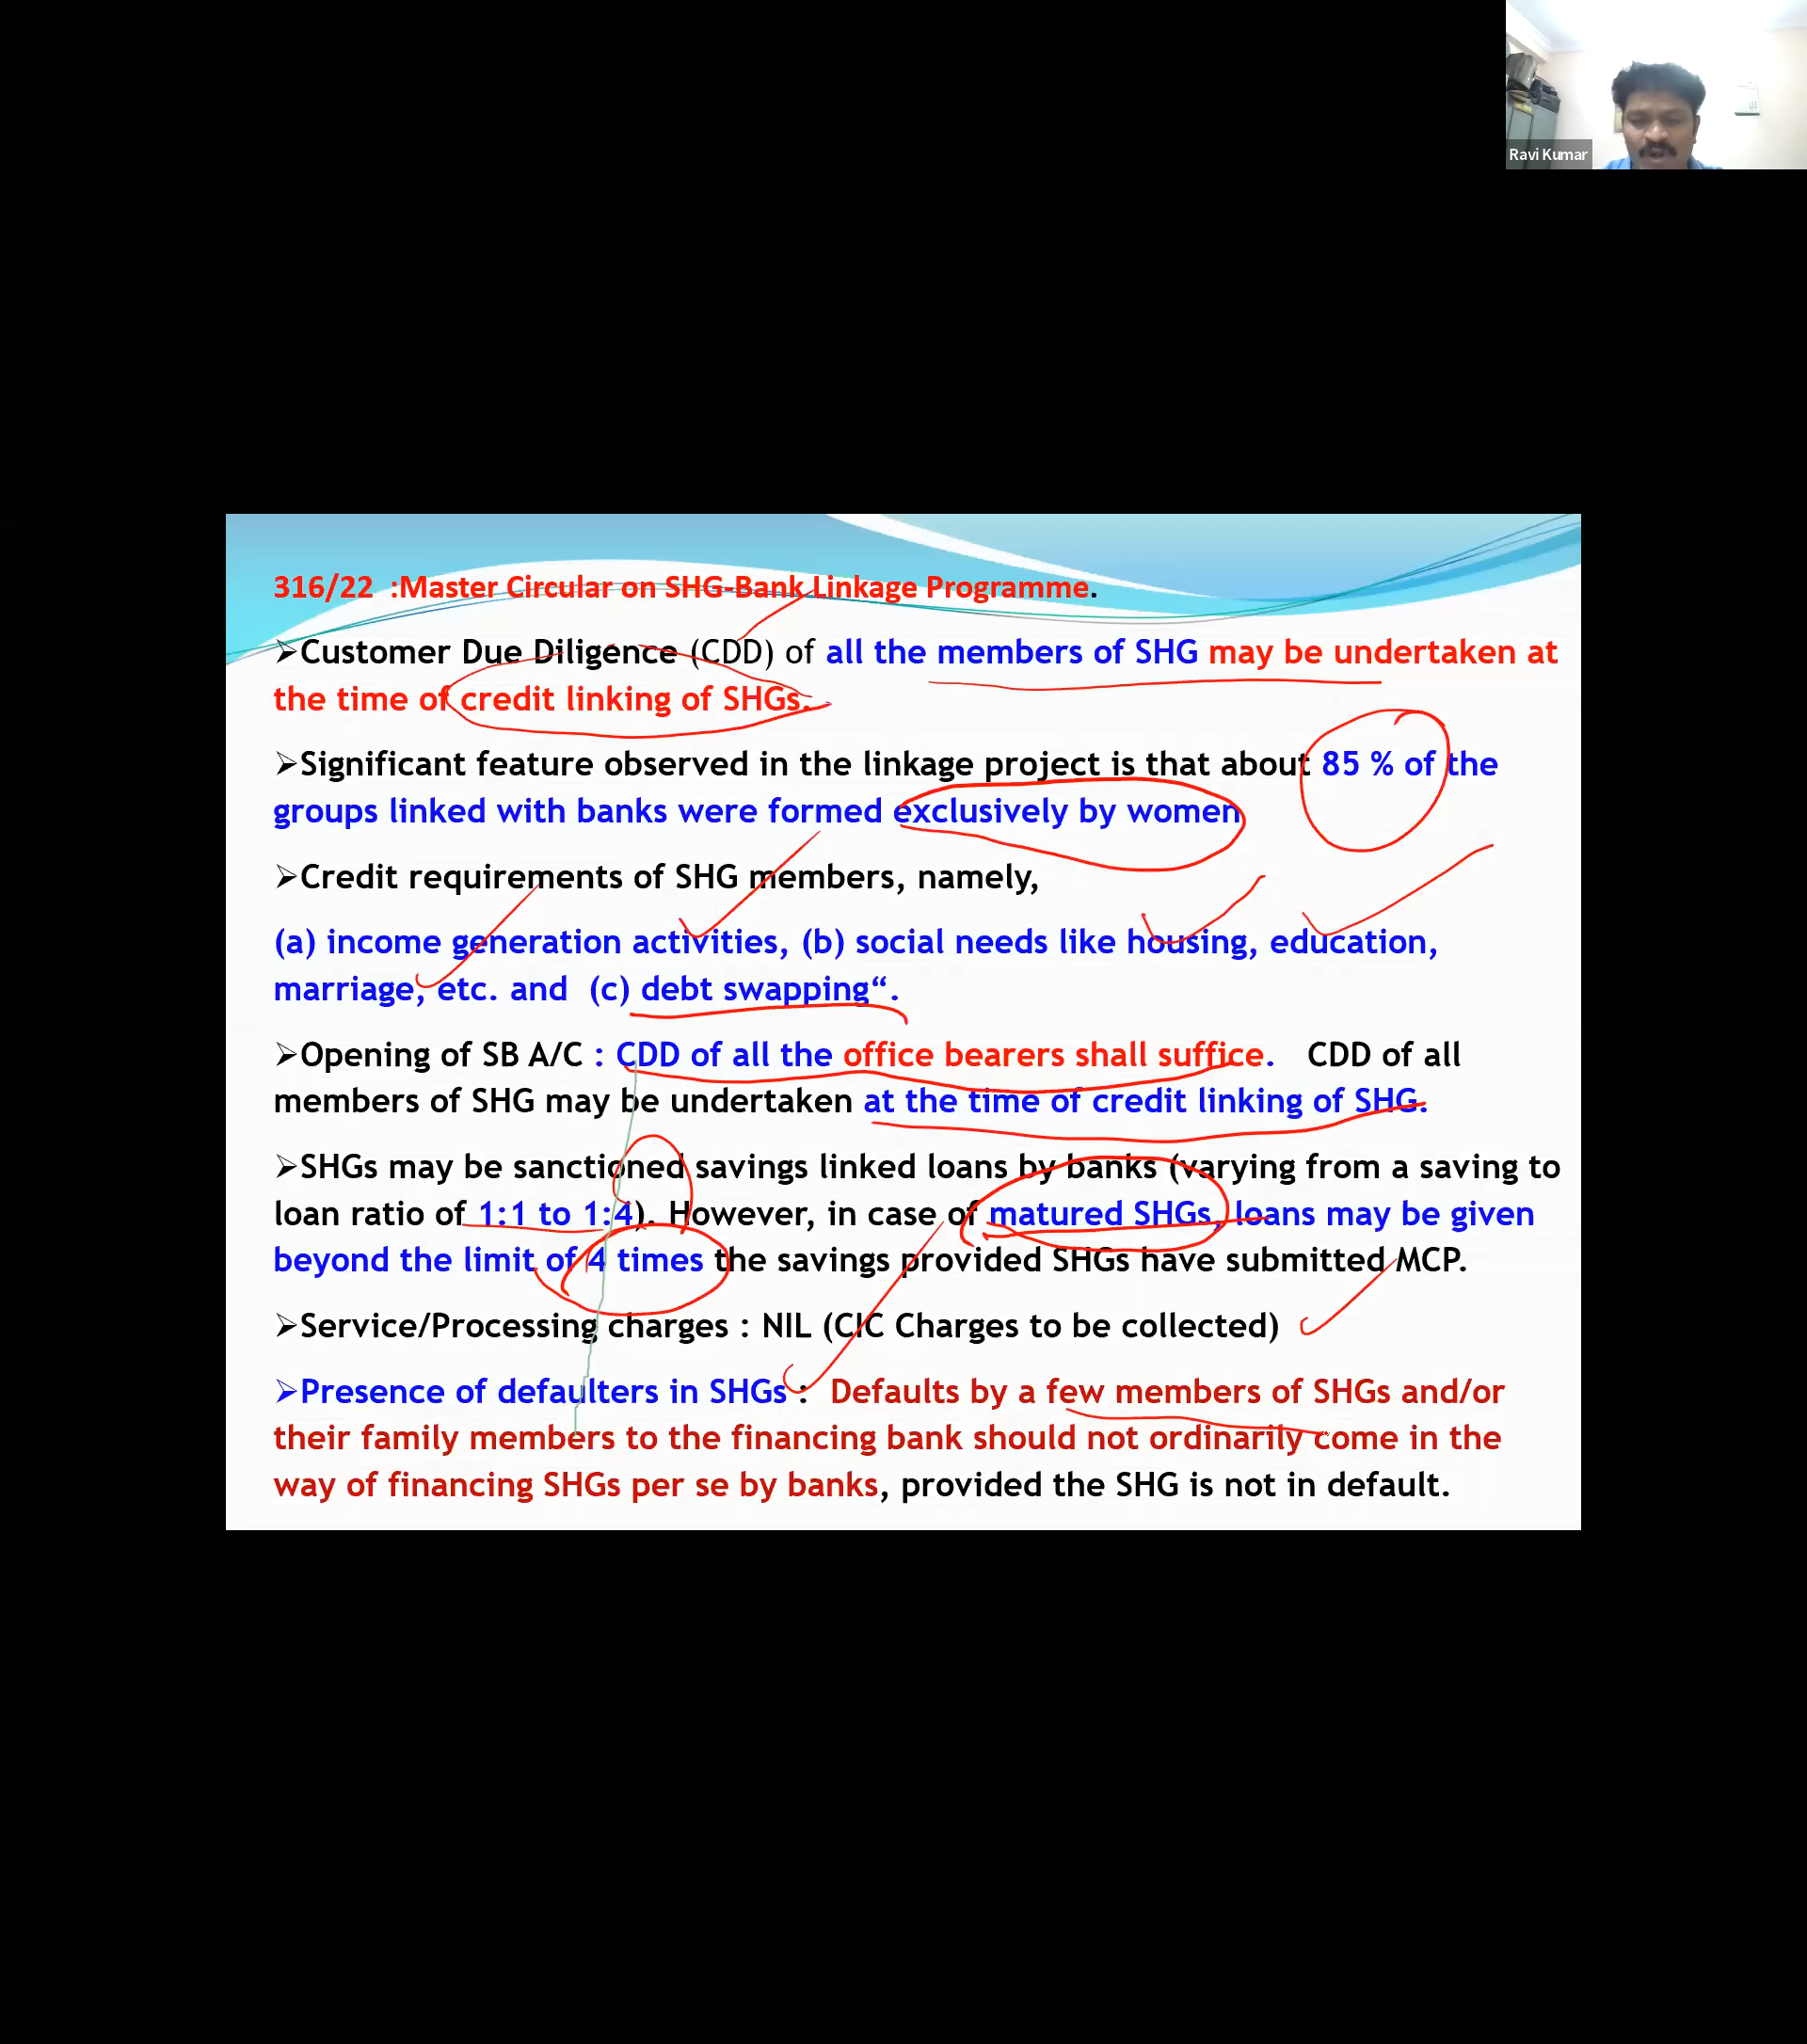 Ravi Kumar
316/22 :Master Circular on SHG-Bank Linkage Programme.
➢Customer Due Diligence (CDD) of all the members of SHG may be undertaken at
the time of credit linking of SHGs.
➢Significant feature observed in the linkage project is that about 85 % of the
groups linked with banks were formed exclusively by women
➢Credit requirements of SHG members, namely,
(a) income generation activities, (b) social needs like housing, education,
marriage, etc. and (c) debt swapping“.
➢Opening of SB A/C : CDD of all the office bearers shall suffice. CDD of all
members of SHG may be undertaken at the time of credit linking of SHG.
➢SHGs may be sanctioned savings linked loans by banks (varying from a saving to
loan ratio of 1:1 to 1:4). However, in case of matured SHGs, loans may be given
beyond the limit of 4 times the savings provided SHGs have submitted MCP.
➢Service/Processing charges : NIL (CIC Charges to be collected)
➢Presence of defaulters in SHGs : Defaults by a few members of SHGs and/or
their family members to the financing bank should not ordinarily come in the
way of financing SHGs per se by banks, provided the SHG is not in default.